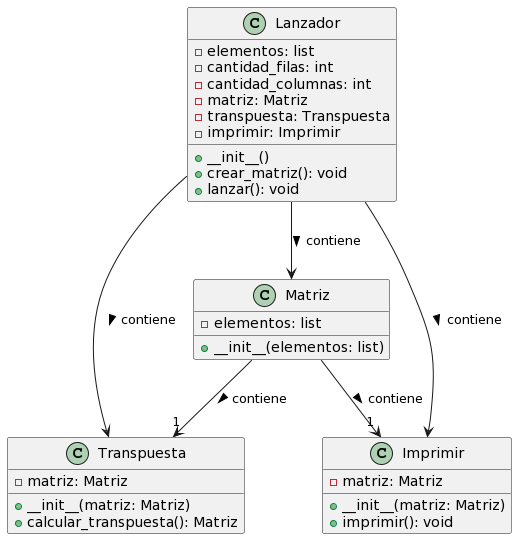 C Lanzador
elementos: list
cantidad_filas: int
cantidad_columnas: int
matriz: Matriz
transpuesta: Transpuesta
imprimir: Imprimir
__init__()
crear_matriz(): void
lanzar(): void
contiene
C Matriz
elementos: list
__init__(elementos: list)
contiene
contiene
contiene
1
contiene
1
C Transpuesta
matriz: Matriz
__init__(matriz: Matriz)
calcular_transpuesta(): Matriz
C Imprimir
matriz: Matriz
__init__(matriz: Matriz)
imprimir(): void